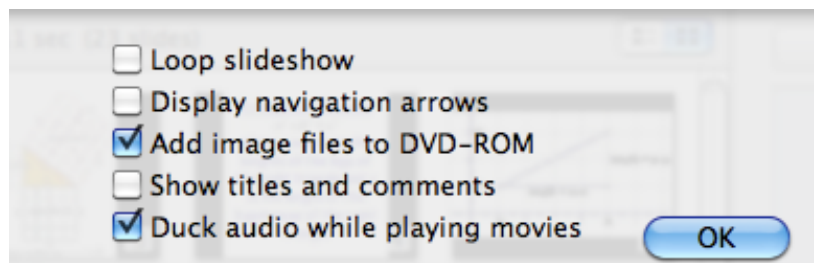 Loop slideshow
Display navigation arrows
Add image files to DVD-ROM
Show titles and comments
Duck audio while playing movies
OK